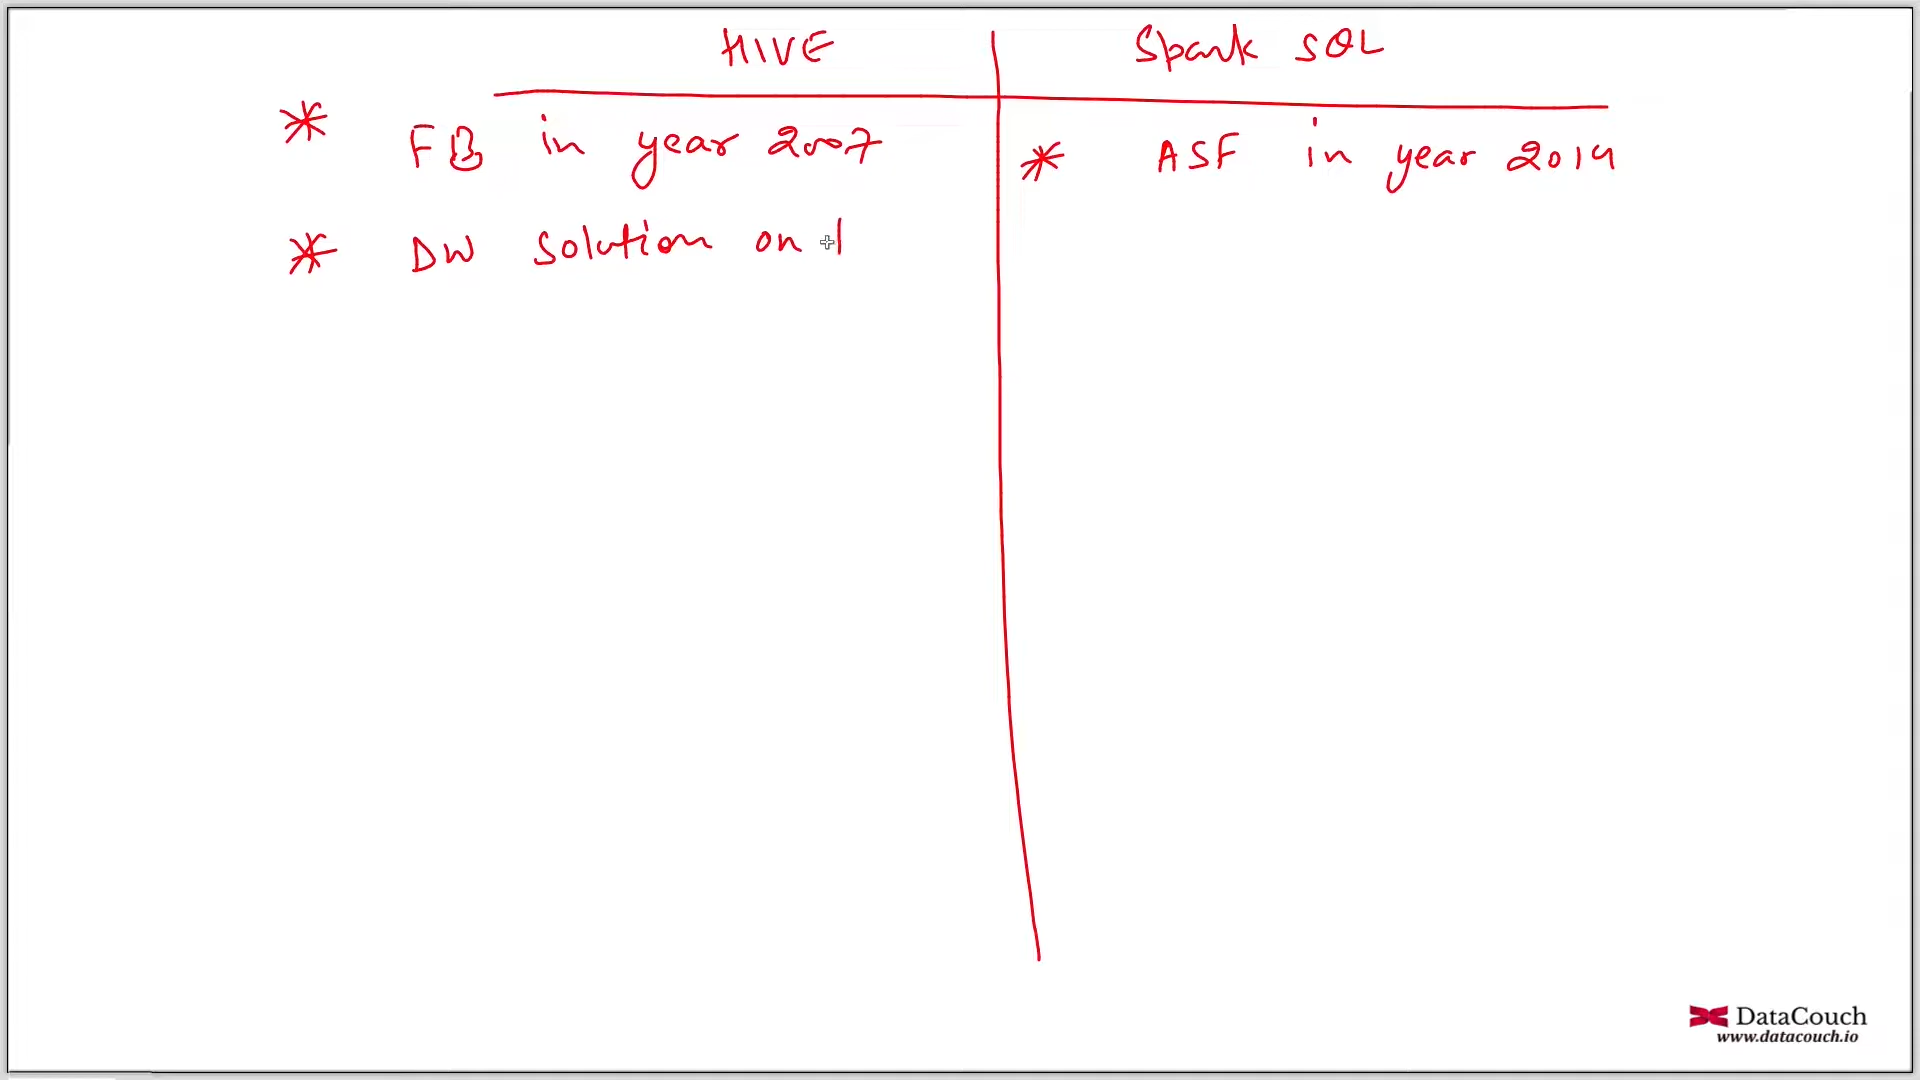 HIVE
Spark SQL
* FB in year 2007
* ASF in year 2014
* DW solution on
DataCouch
www.datacouch.io